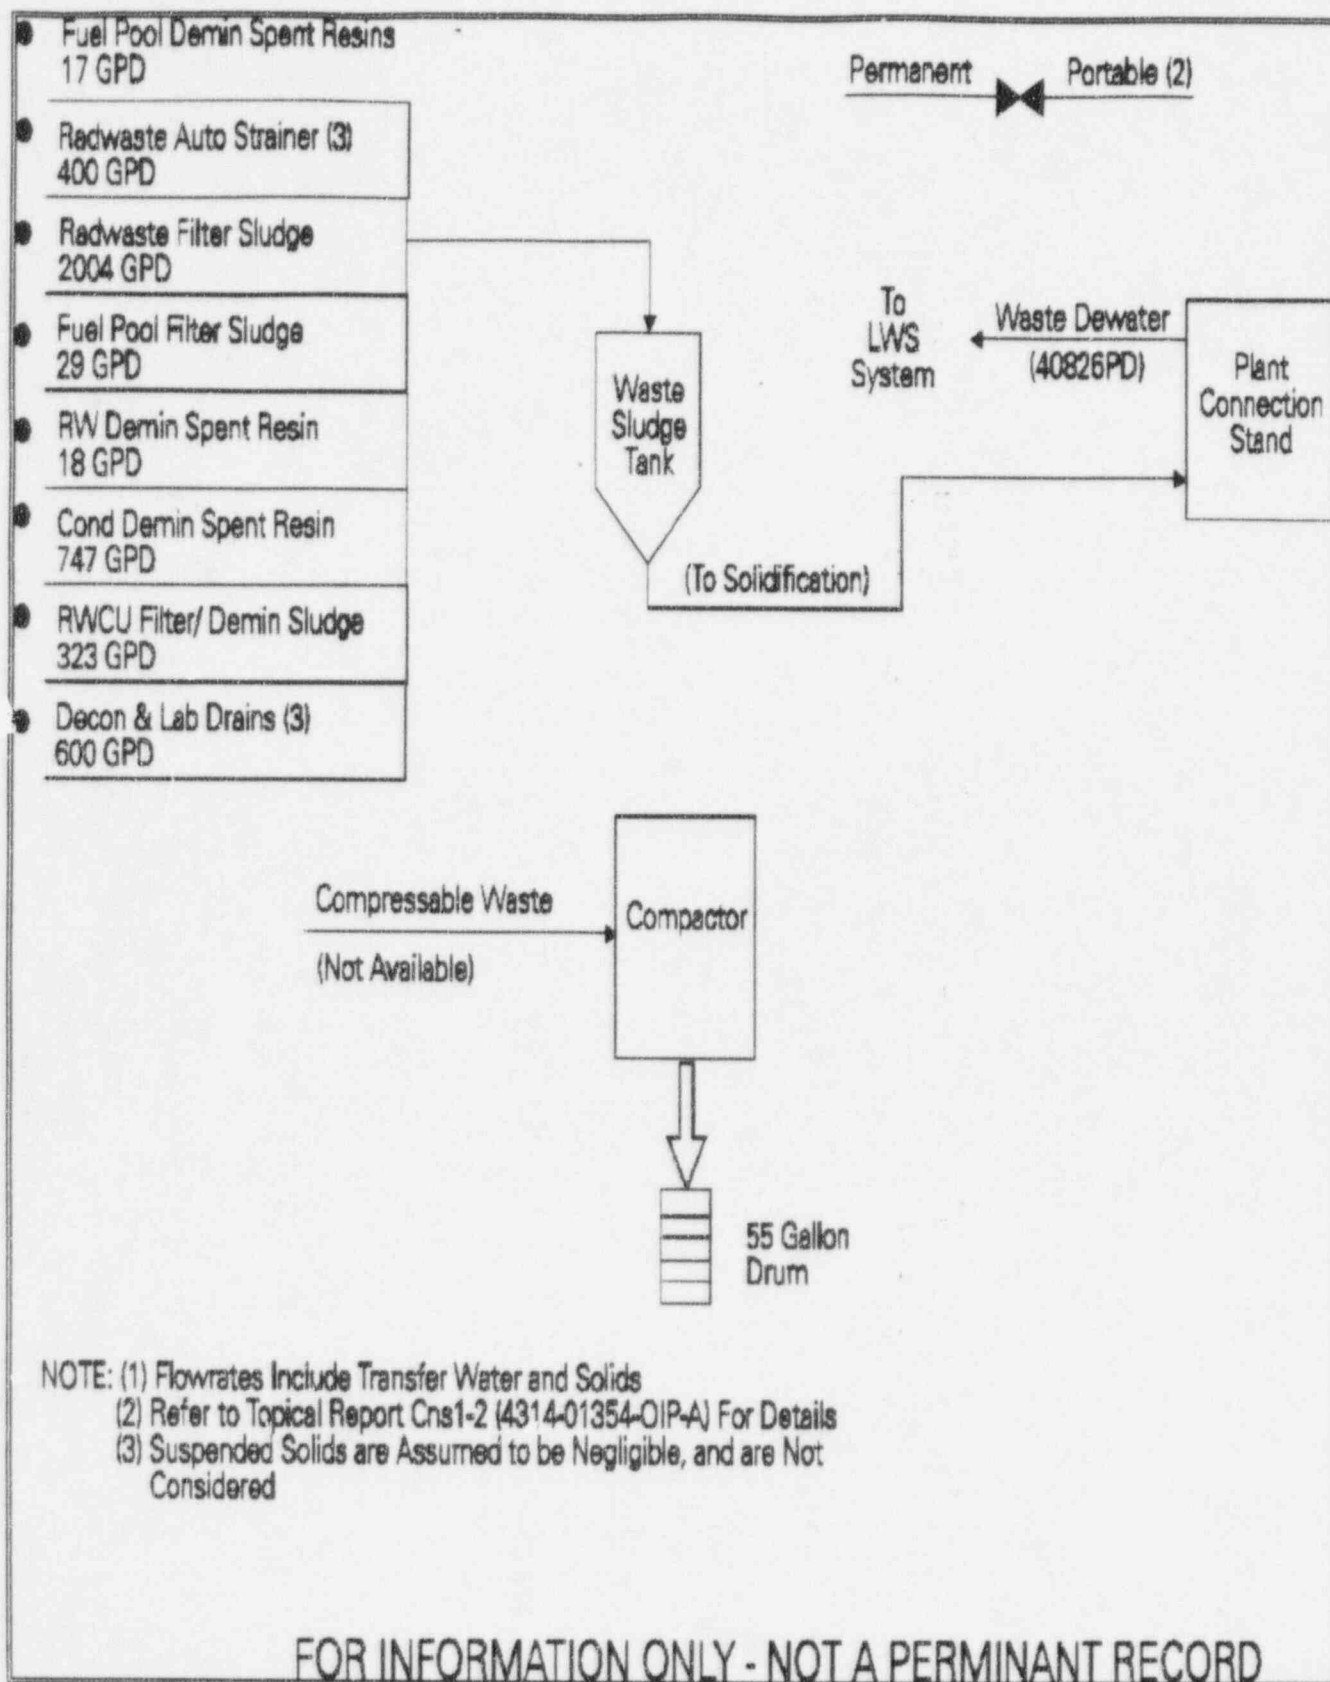 Fuel Pool Demin Spent Resins
17 GPD
Radwaste Auto Strainer (3)
400 GPD
Radwaste Filter Sludge
2004 GPD
Fuel Pool Filter Sludge
29 GPD
RW Demin Spent Resin
18 GPD
Cond Demin Spent Resin
747 GPD
RWCU Filter/ Demin Sludge
323 GPD
Decon & Lab Drains (3)
600 GPD
Permanent
Portable (2)
Waste
Sludge
Tank
To
LWS
System
Waste Dewater
(40826PD)
Plant
Connection
Stand
(To Solidification)
Compressable Waste
(Not Available)
Compactor
55 Gallon
Drum
NOTE: (1) Flowrates Include Transfer Water and Solids
(2) Refer to Topical Report Cns1-2 (4314-01354-OIP-A) For Details
(3) Suspended Solids are Assumed to be Negligible, and are Not
Considered
FOR INFORMATION ONLY - NOT A PERMINANT RECORD